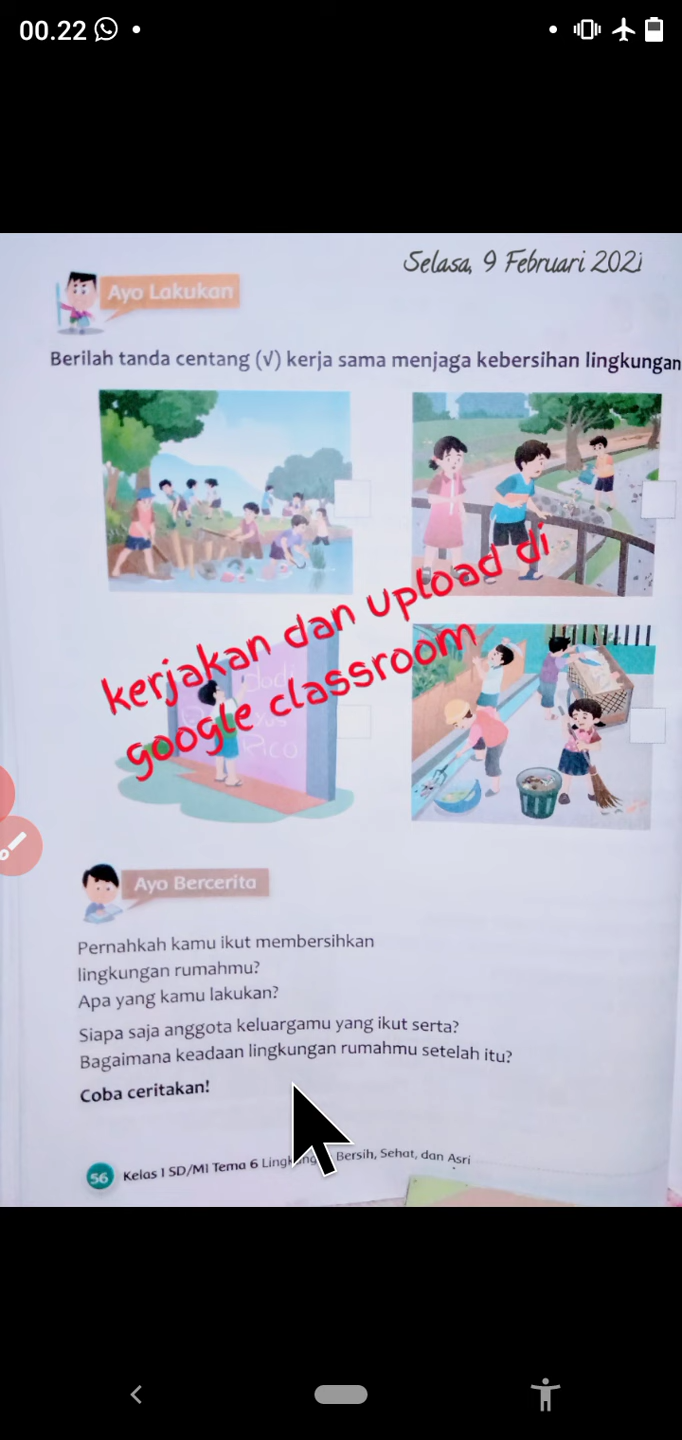 00.22
Selasa, 9 Februari 2021
Ayo Lakukan
Berilah tanda centang (√) kerja sama menjaga kebersihan lingkungan
kerjakan dan upload di
google classroom
Rico
Ayo Bercerita
Pernahkah kamu ikut membersihkan
lingkungan rumahmu?
Apa yang kamu lakukan?
Siapa saja anggota keluargamu yang ikut serta?
Bagaimana keadaan lingkungan rumahmu setelah itu?
Coba ceritakan!
56 Kelas I SD/MI Tema 6 Bersih, Sehat, dan Asri